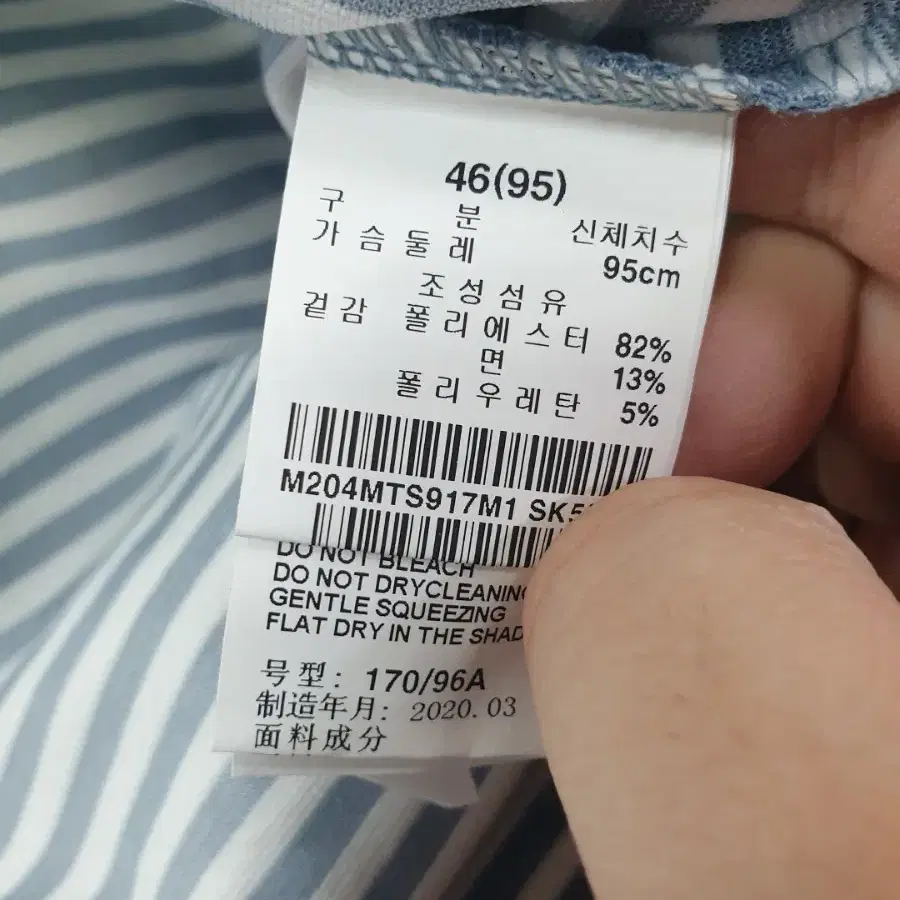 46(95)
구 분 신체치수
가슴둘레 95cm
조성섬유
겉감 폴리에스터 82%
면 13%
폴리우레탄 5%
M204MTS917M1
DO NOT BLEACH
DO NOT DRYCLEANING
GENTLE SQUEEZING
FLAT DRY IN THE SHAD
号型: 170/96A
制造年月: 2020.03
面料成分